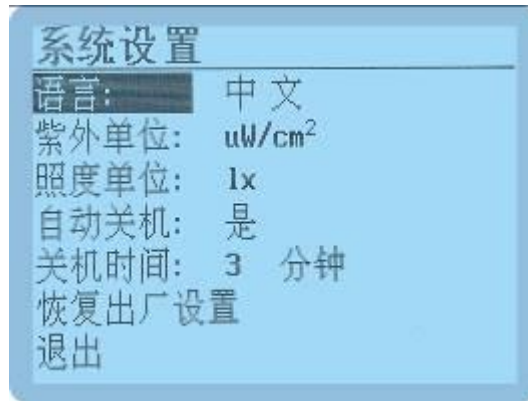 系统设置
语言: 中文
紫外单位: uW/cm²
照度单位: lx
自动关机: 是
关机时间: 3 分钟
恢复出厂设置
退出